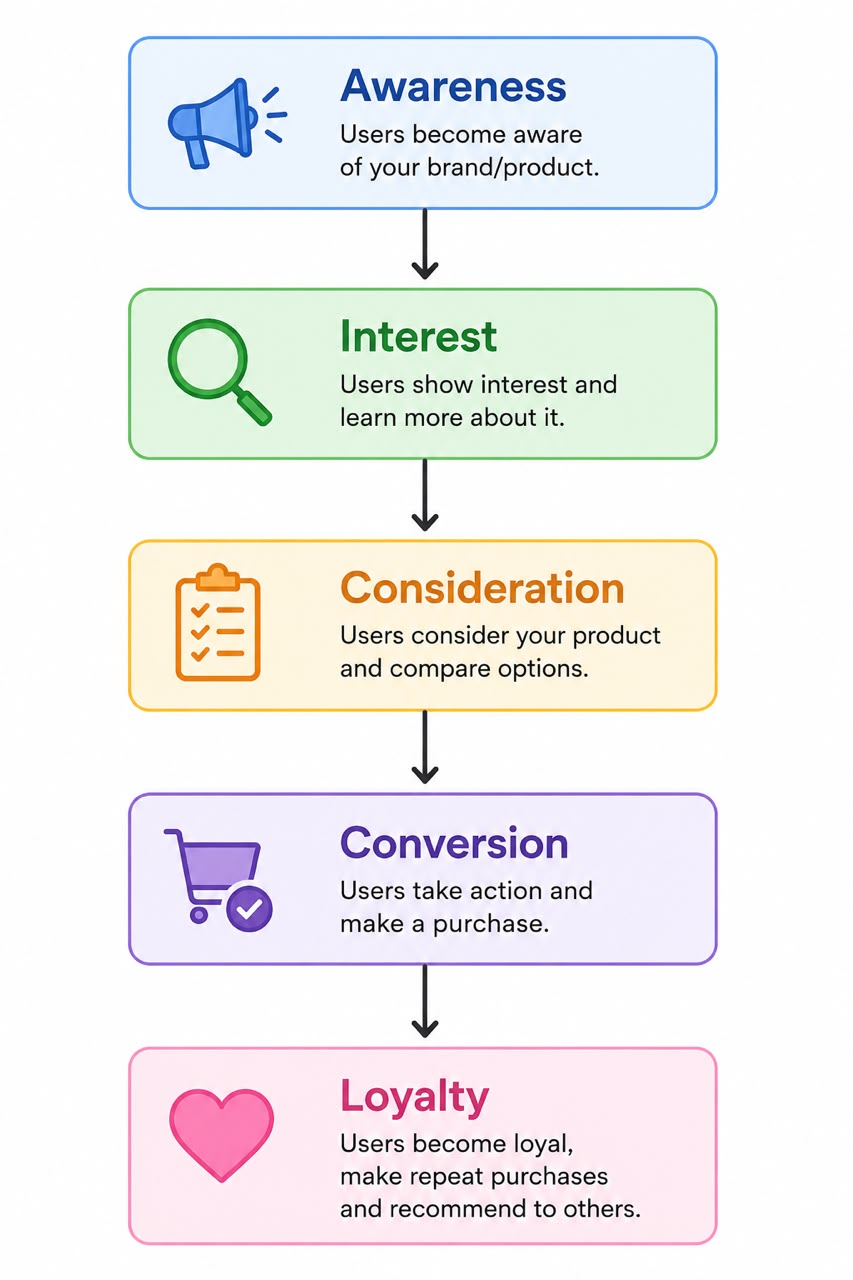 Awareness
Users become aware
of your brand/product.
Interest
Users show interest and
learn more about it.
Consideration
Users consider your product
and compare options.
Conversion
Users take action and
make a purchase.
Loyalty
Users become loyal,
make repeat purchases
and recommend to others.